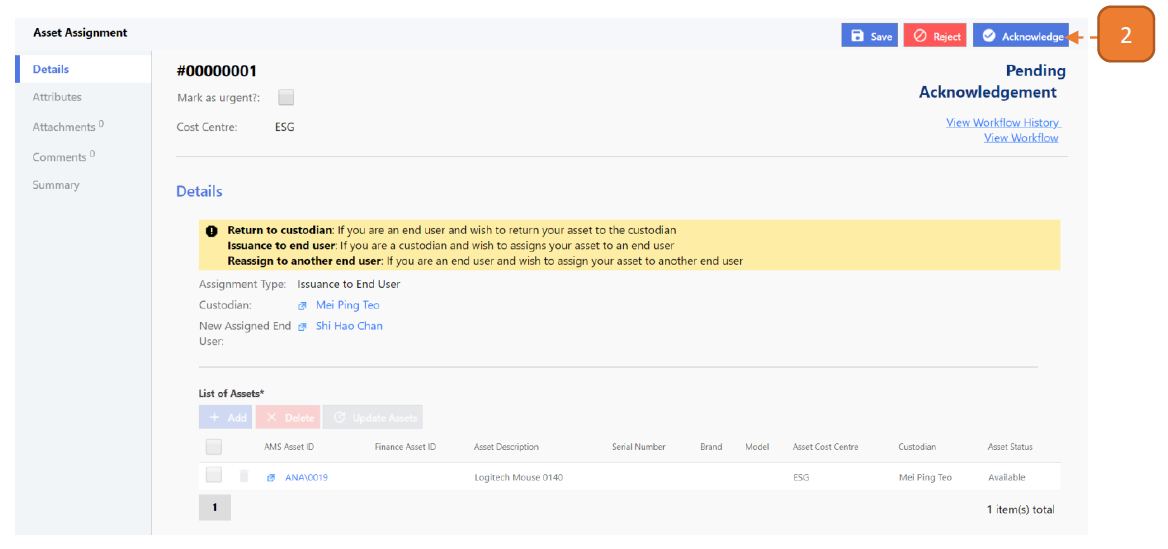 Asset Assignment
Save
Reject
Acknowledge
2
Details
Attributes
Attachments 0
Comments 0
Summary
#00000001
Mark as urgent?:
Cost Centre: ESG
Pending
Acknowledgement
View Workflow History
View Workflow
Details
Return to custodian: If you are an end user and wish to return your asset to the custodian
Issuance to end user: If you are a custodian and wish to assigns your asset to an end user
Reassign to another end user: If you are an end user and wish to assign your asset to another end user
Assignment Type: Issuance to End User
Custodian: Mei Ping Teo
New Assigned End Shi Hao Chan
User:
List of Assets*
+ Add
Delete
Update Assets
AMS Asset ID Finance Asset ID Asset Description Serial Number Brand Model Asset Cost Centre Custodian Asset Status
ANA\0019 Logitech Mouse 0140 ESG Mei Ping Teo Available
1
1 item(s) total